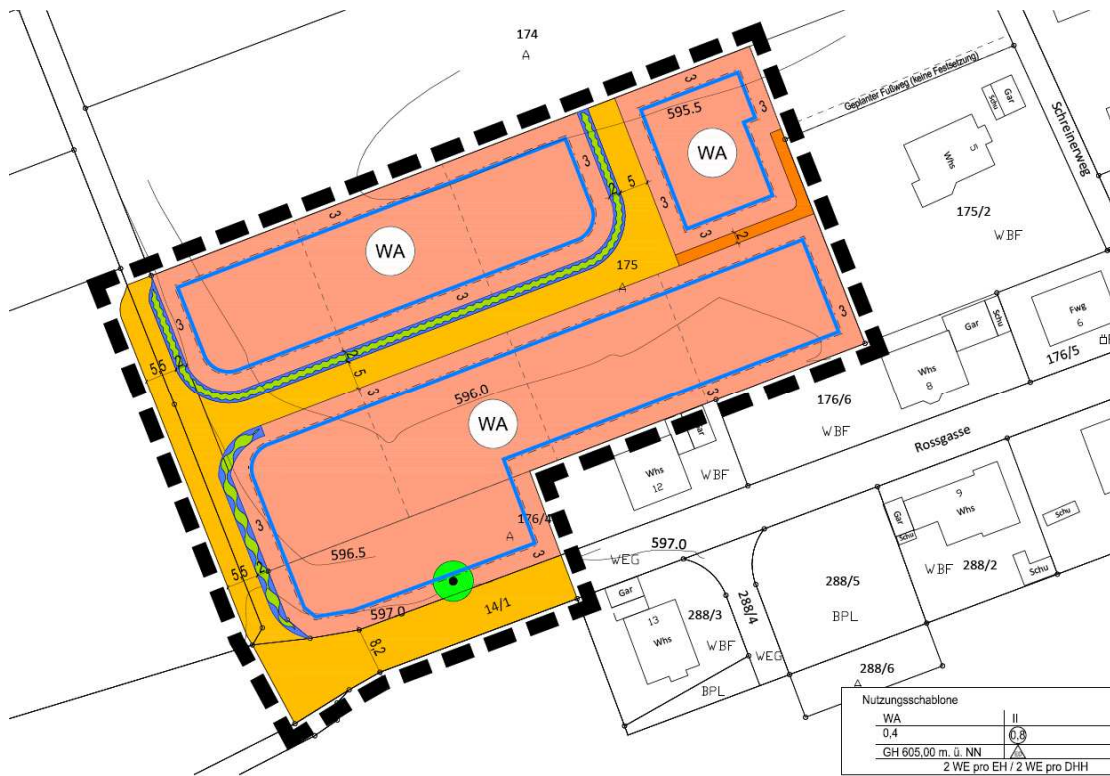 174
A
Geplanter Fußweg (keine Festsetzung)
Schreinerweg
Gar
Schu
Whs
5
175/2
WBF
595.5
3
3
WA
3
3
2
5
3
2
3
WA
3
3
175
A
2
5
3
5,5
2
596.0
WA
3
3
3
Gar
Schu
Fwg
6
176/5
Whs
8
176/6
WBF
Rossgasse
Gar
Whs
12
WBF
176/4
A
596.5
3
5,5
2
3
597.0
8,2
14/1
WEG
597.0
Gar
13
Whs
288/3
WBF
BPL
288/4
WEG
288/5
BPL
288/6
A
Gar
Schu
9
Whs
WBF
288/2
Schu
Schu
Nutzungsschablone
WA II
0,4 0,8
GH 605,00 m. ü. NN
2 WE pro EH / 2 WE pro DHH